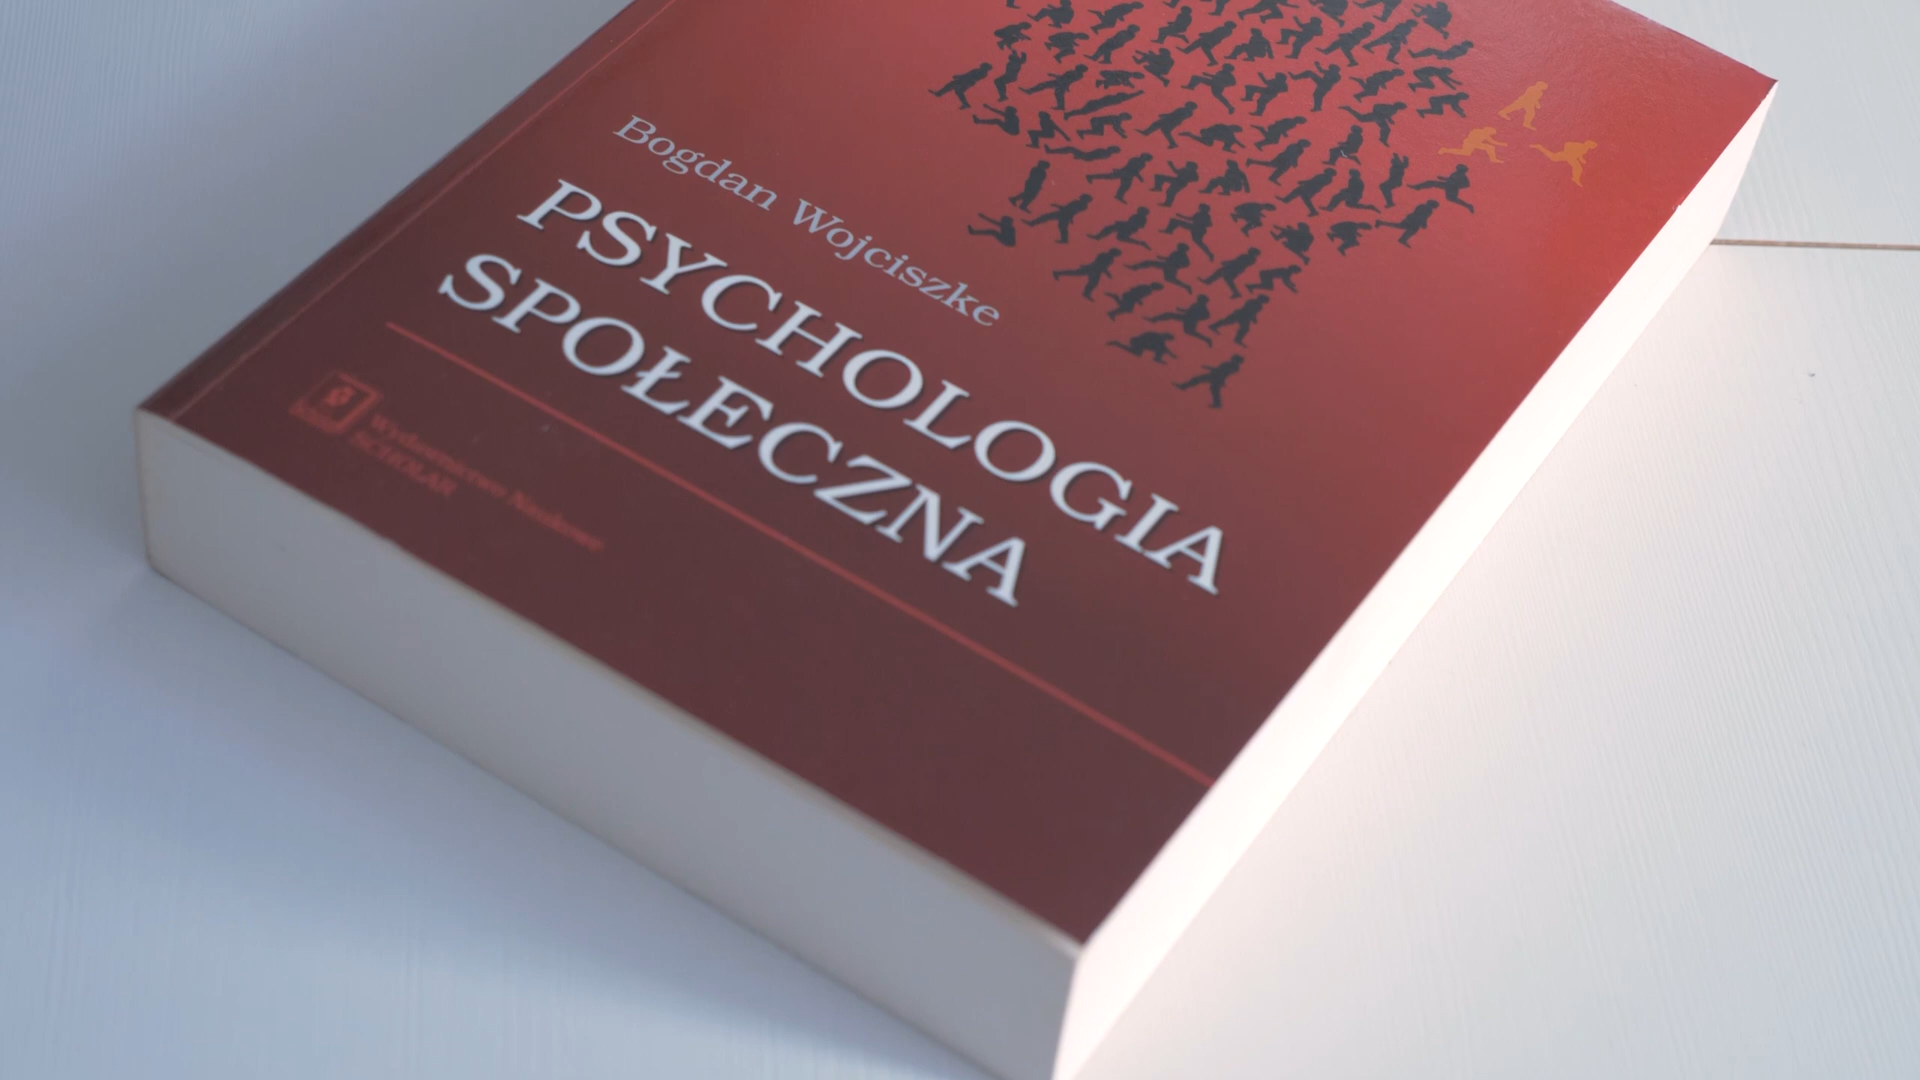 Bogdan Wojciszke
PSYCHOLOGIA
SPOŁECZNA
Wydawnictwo Naukowe
SCHOLAR